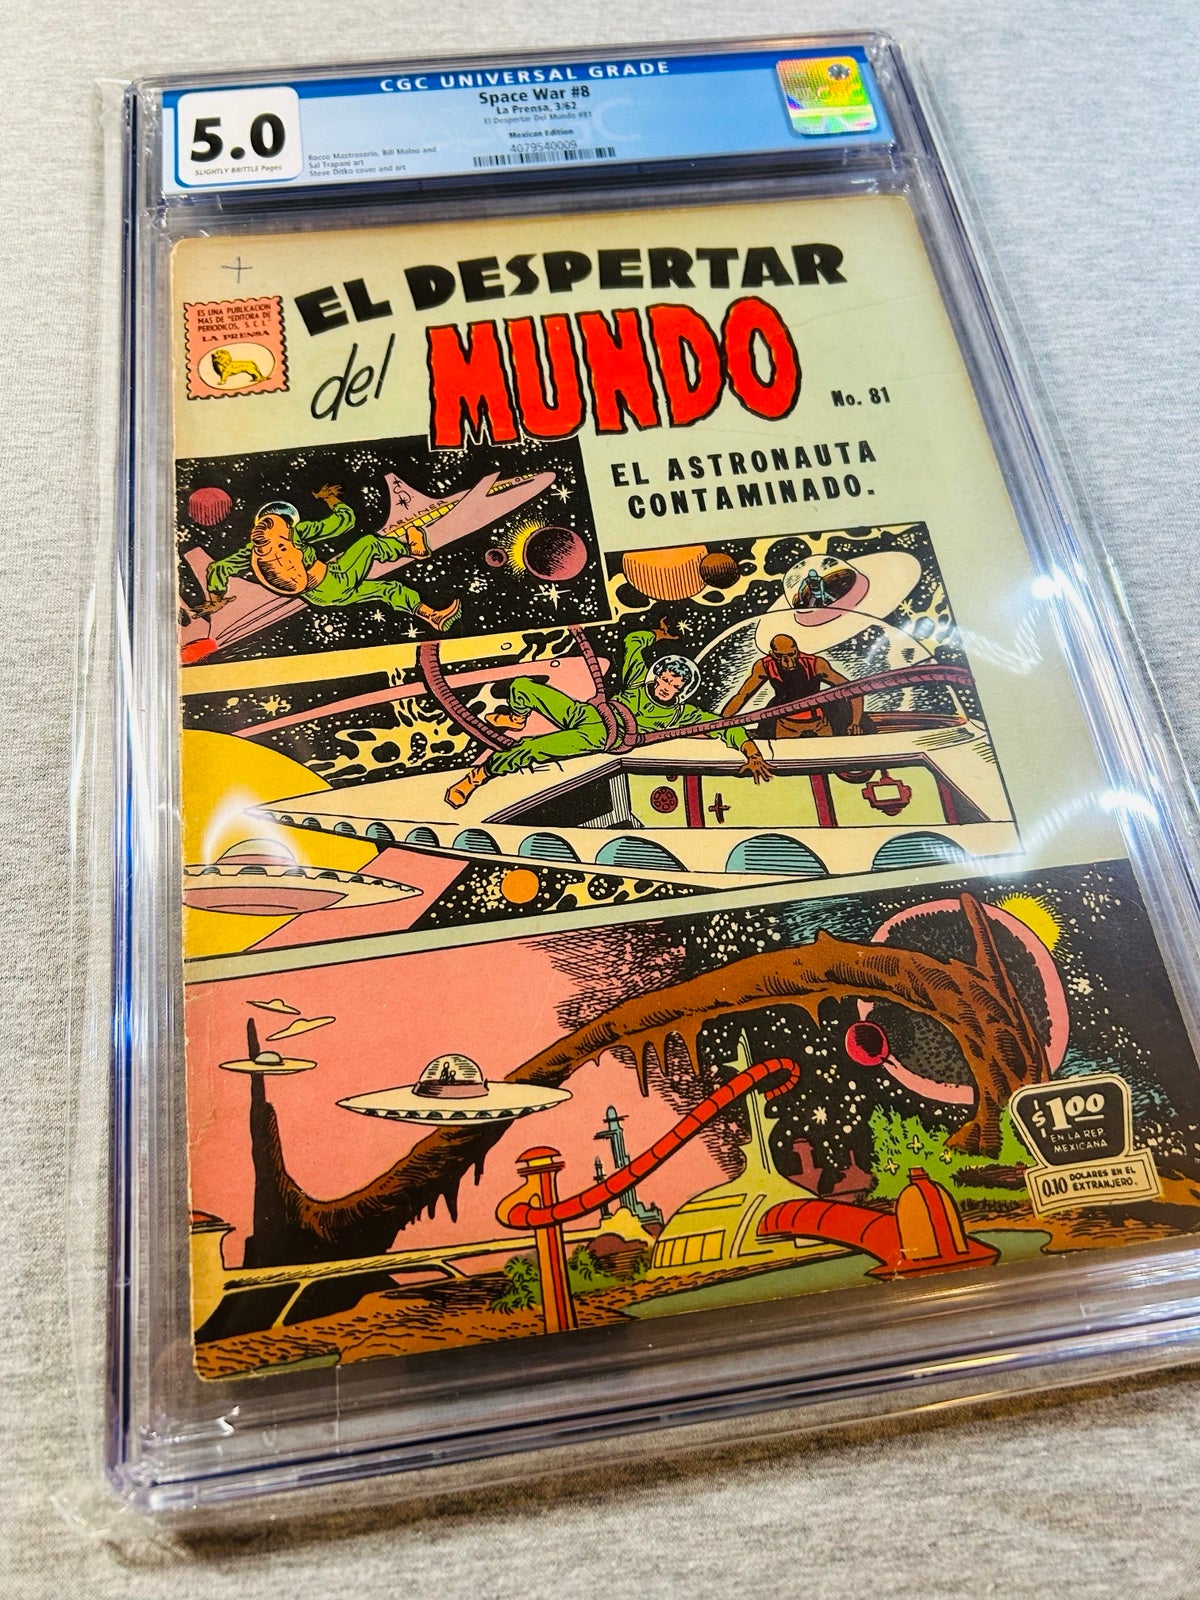 CGC UNIVERSAL GRADE
5.0
SLIGHTLY BRITTLE Pages
Space War #8
La Prensa, 3/62
El Despertar Del Mundo #81
Mexican Edition
4079540009
Rocco Mastroserio, Bill Molno and
Sal Trapani art
Steve Ditko cover and art
ES UNA PUBLICACION
MAS DE "EDITORA DE
PERIODICOS, S. C. L."
LA PRENSA
EL DESPERTAR
del MUNDO
No. 81
EL ASTRONAUTA
CONTAMINADO.
STARLINER
$1.00
EN LA REP.
MEXICANA
0.10 DOLARES EN EL
EXTRANJERO.